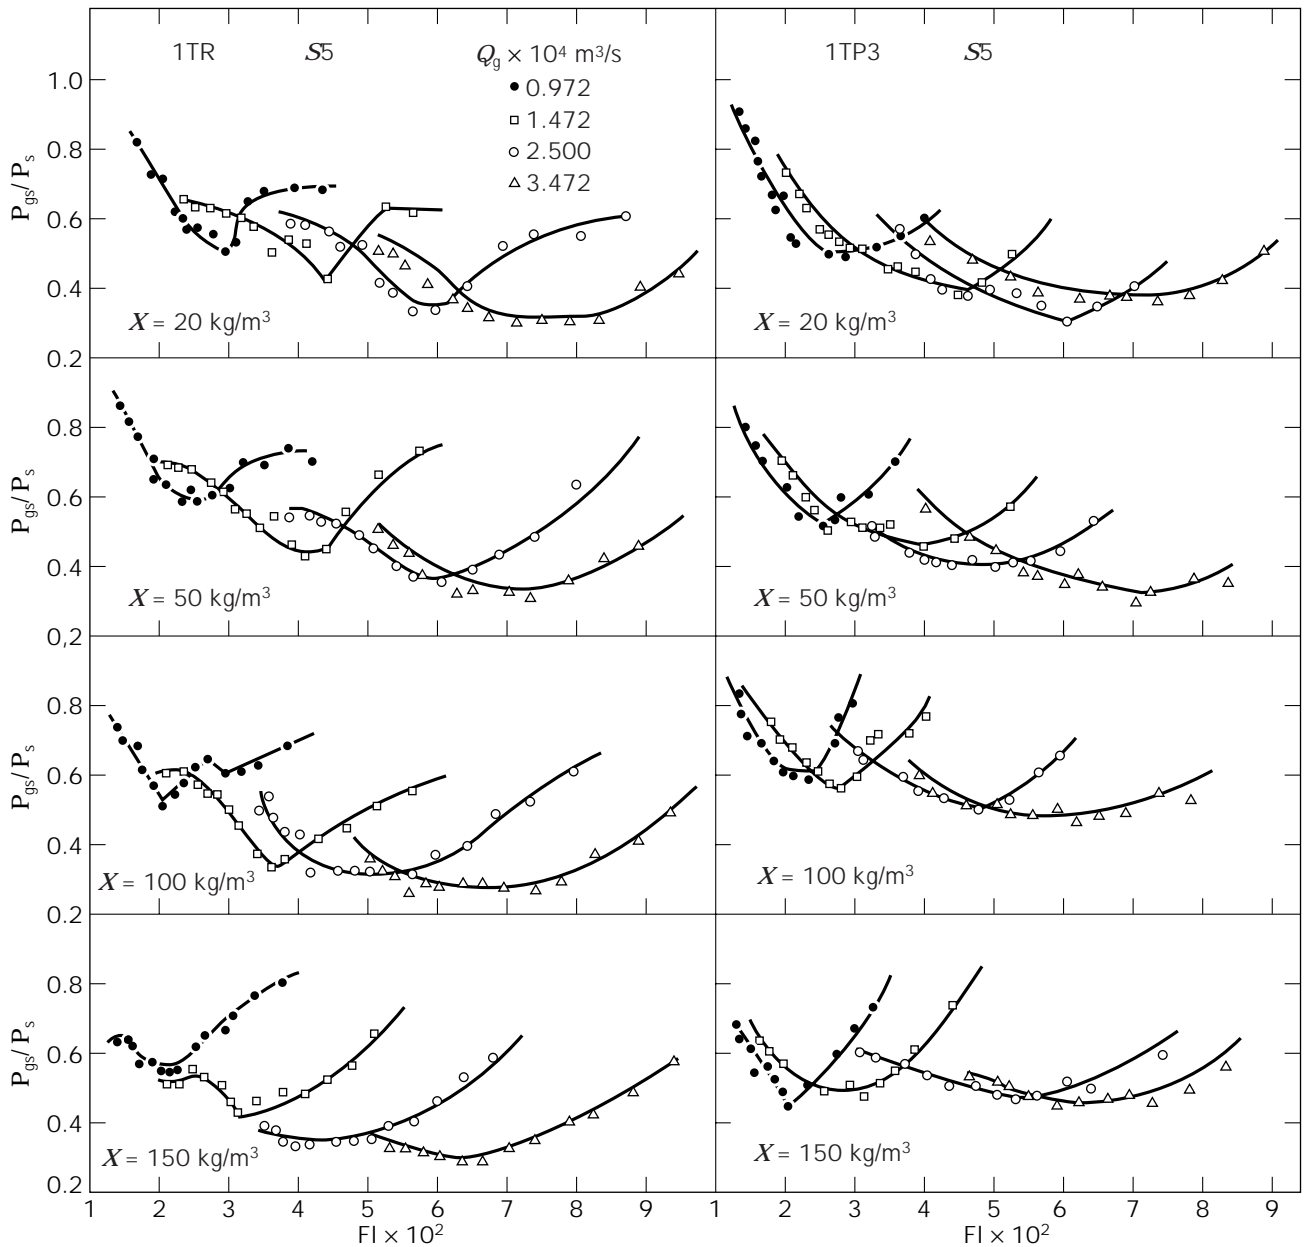 1TR S5 Qg × 10⁴ m³/s
● 0.972
□ 1.472
○ 2.500
△ 3.472
1TP3 S5
1.0
0.8
0.6
0.4
0.2
Pgs/Ps
X = 20 kg/m³
X = 20 kg/m³
0.8
0.6
0.4
0,2
Pgs/Ps
X = 50 kg/m³
X = 50 kg/m³
0.8
0.6
0.4
0.2
Pgs/Ps
X = 100 kg/m³
X = 100 kg/m³
0.8
0.6
0.4
0.2
Pgs/Ps
X = 150 kg/m³
X = 150 kg/m³
1 2 3 4 5 6 7 8 9 1 2 3 4 5 6 7 8 9
Fl × 10² Fl × 10²